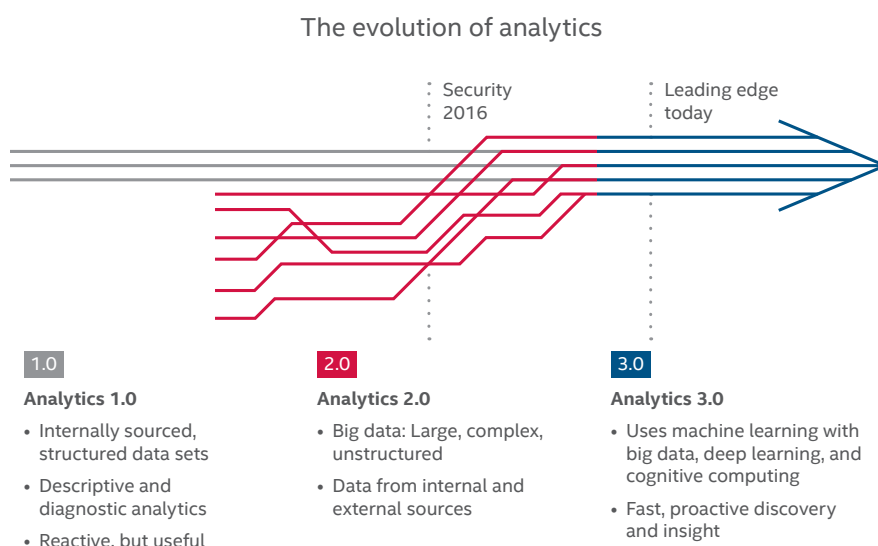 The evolution of analytics
Security
2016
Leading edge
today
1.0
Analytics 1.0
• Internally sourced,
structured data sets
• Descriptive and
diagnostic analytics
• Reactive, but useful
2.0
Analytics 2.0
• Big data: Large, complex,
unstructured
• Data from internal and
external sources
3.0
Analytics 3.0
• Uses machine learning with
big data, deep learning, and
cognitive computing
• Fast, proactive discovery
and insight